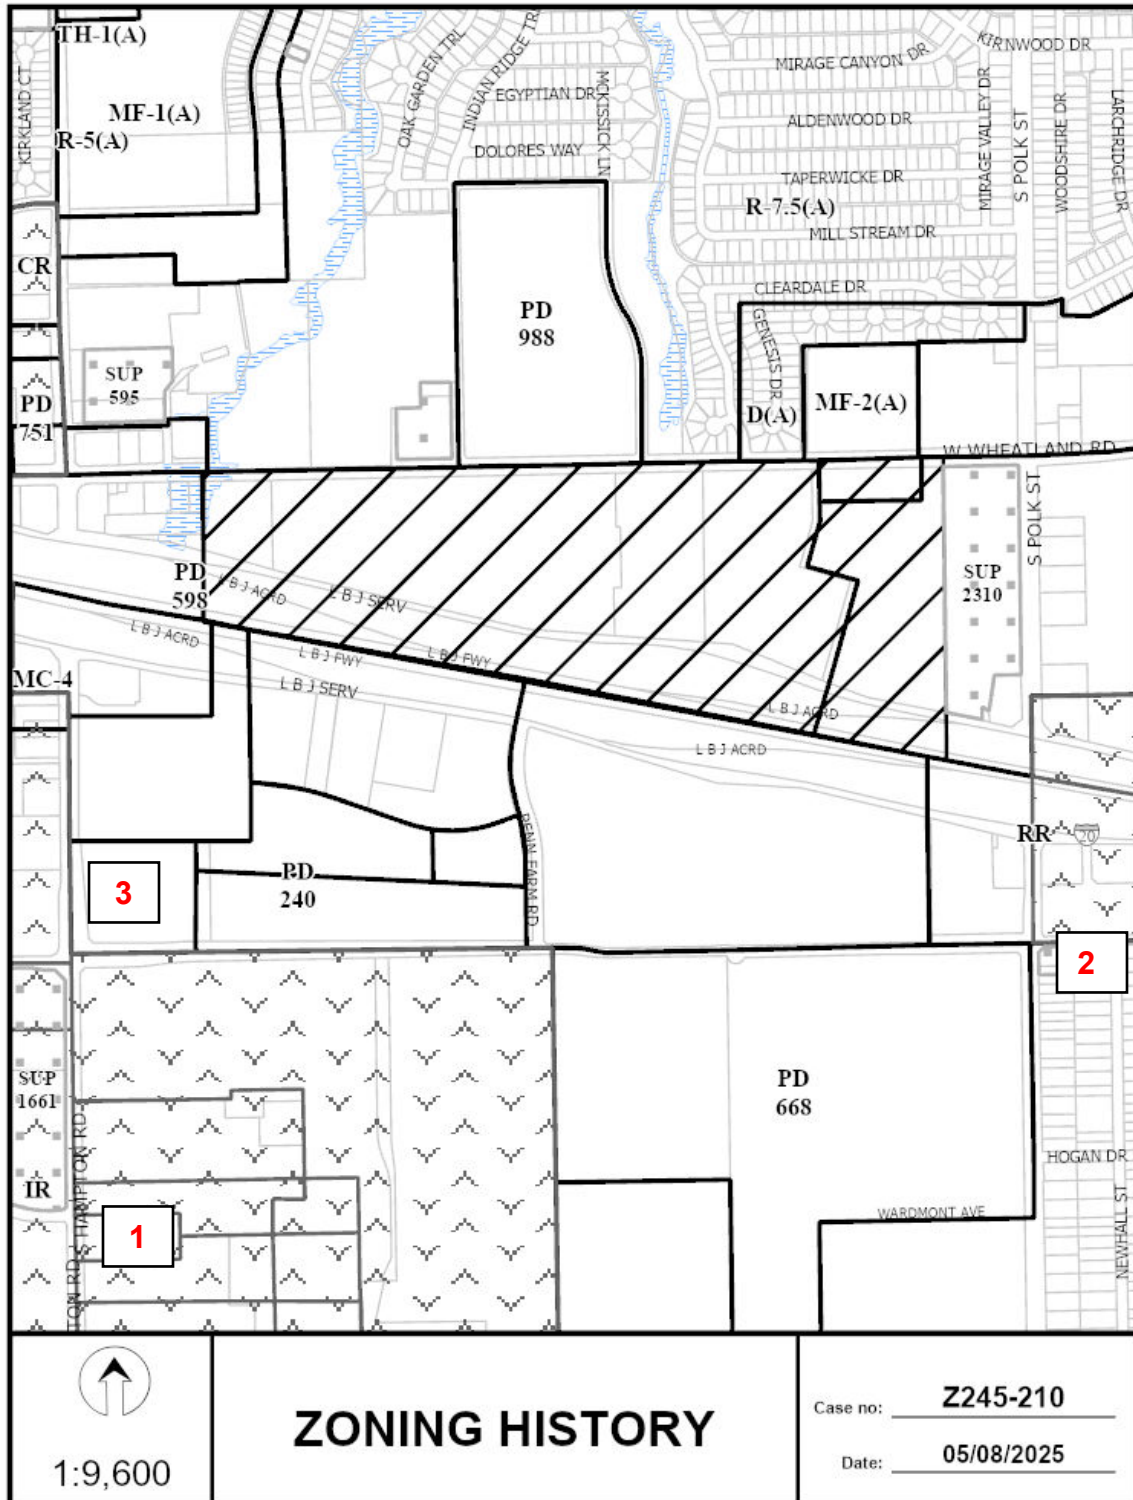 TH-1(A)
KIRKLAND CT
MF-1(A)
R-5(A)
OAK GARDEN TRL
INDIAN RIDGE TRL
EGYPTIAN DR
MCKISSICK LN
DOLORES WAY
MIRAGE CANYON DR
KIRNWOOD DR
ALDENWOOD DR
MIRAGE VALLEY DR
S POLK ST
WOODSHIRE DR
LARCHRIDGE DR
TAPERWICKE DR
R-7.5(A)
MILL STREAM DR
CLEARDALE DR
CR
PD
988
GENESIS DR
SUP
595
PD
751
D(A)
MF-2(A)
W WHEATLAND RD
S POLK ST
SUP
2310
PD
598
L B J ACRD
L B J SERV
L B J ACRD
L B J FWY
L B J FWY
L B J SERV
L B J ACRD
L B J ACRD
MC-4
RR
20
PENN FARM RD
3
PD
240
2
SUP
1661
PD
668
HOGAN DR
IR
S HAMPTON RD
TON RD
1
WARDMONT AVE
NEWHALL ST
1:9,600
ZONING HISTORY
Case no: Z245-210
Date: 05/08/2025